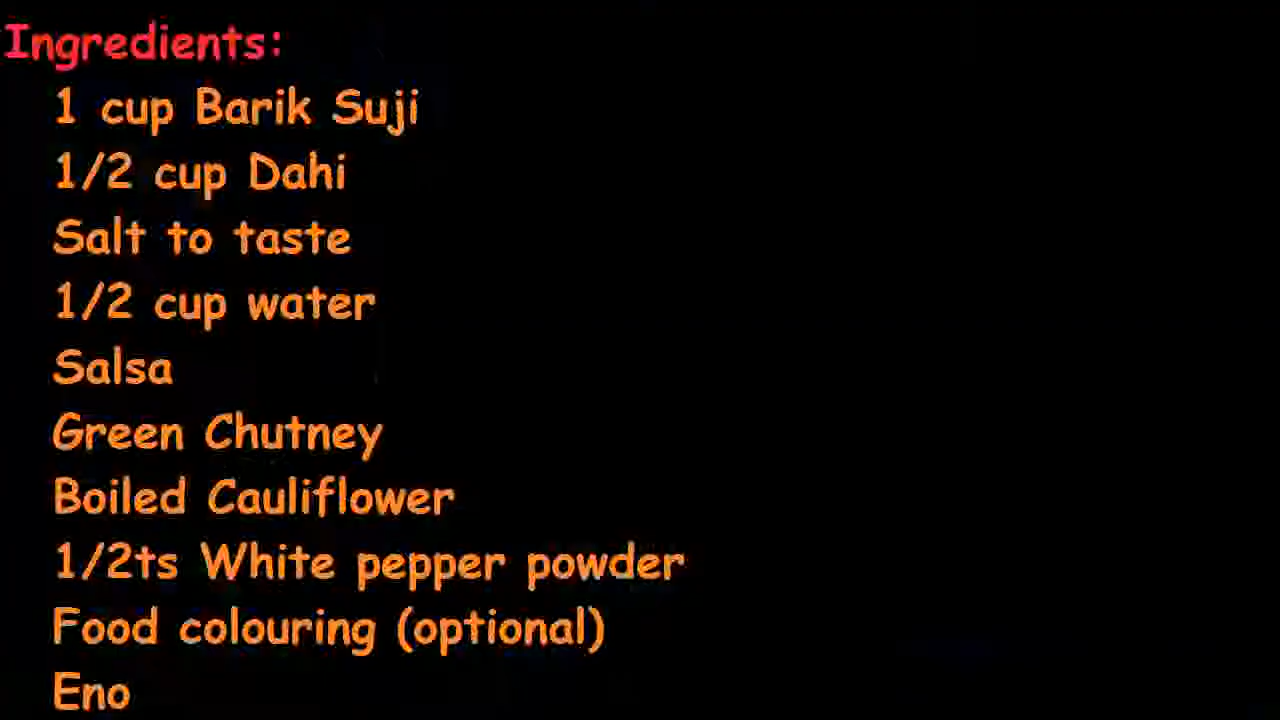 Ingredients:
1 cup Barik Suji
1/2 cup Dahi
Salt to taste
1/2 cup water
Salsa
Green Chutney
Boiled Cauliflower
1/2ts White pepper powder
Food colouring (optional)
Eno